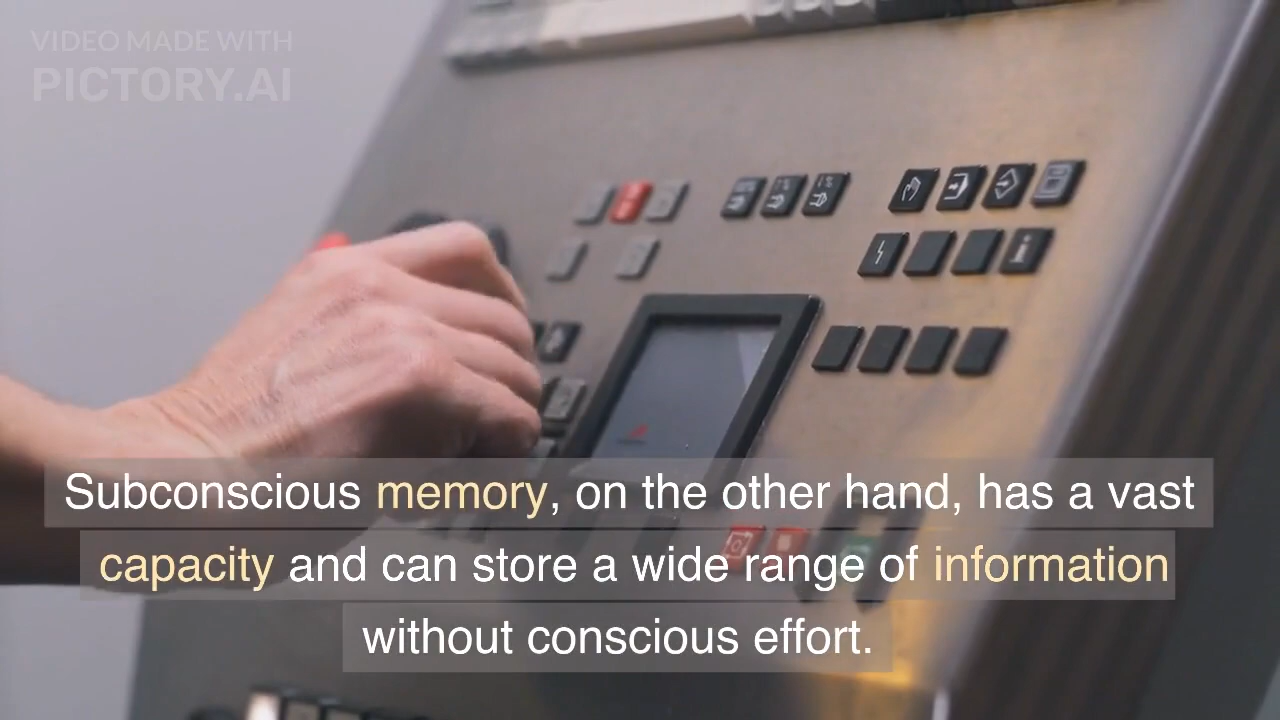 VIDEO MADE WITH
PICTORY.AI
Subconscious memory, on the other hand, has a vast
capacity and can store a wide range of information
without conscious effort.